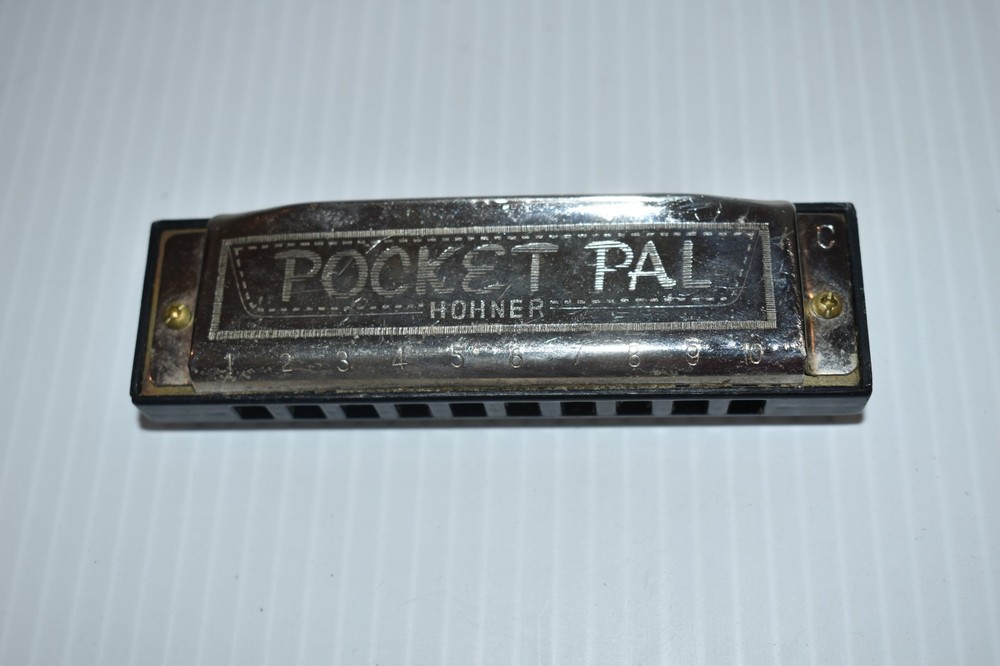 C
POCKET PAL
HOHNER
1 2 3 4 5 6 7 8 9 10